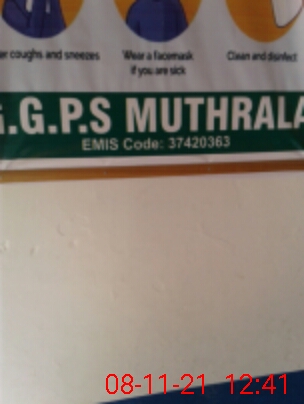 coughs and sneezes
Wear a facemask
if you are sick
Clean and disinfect
G.G.P.S MUTHRALA
EMIS Code: 37420363
08-11-21 12:41